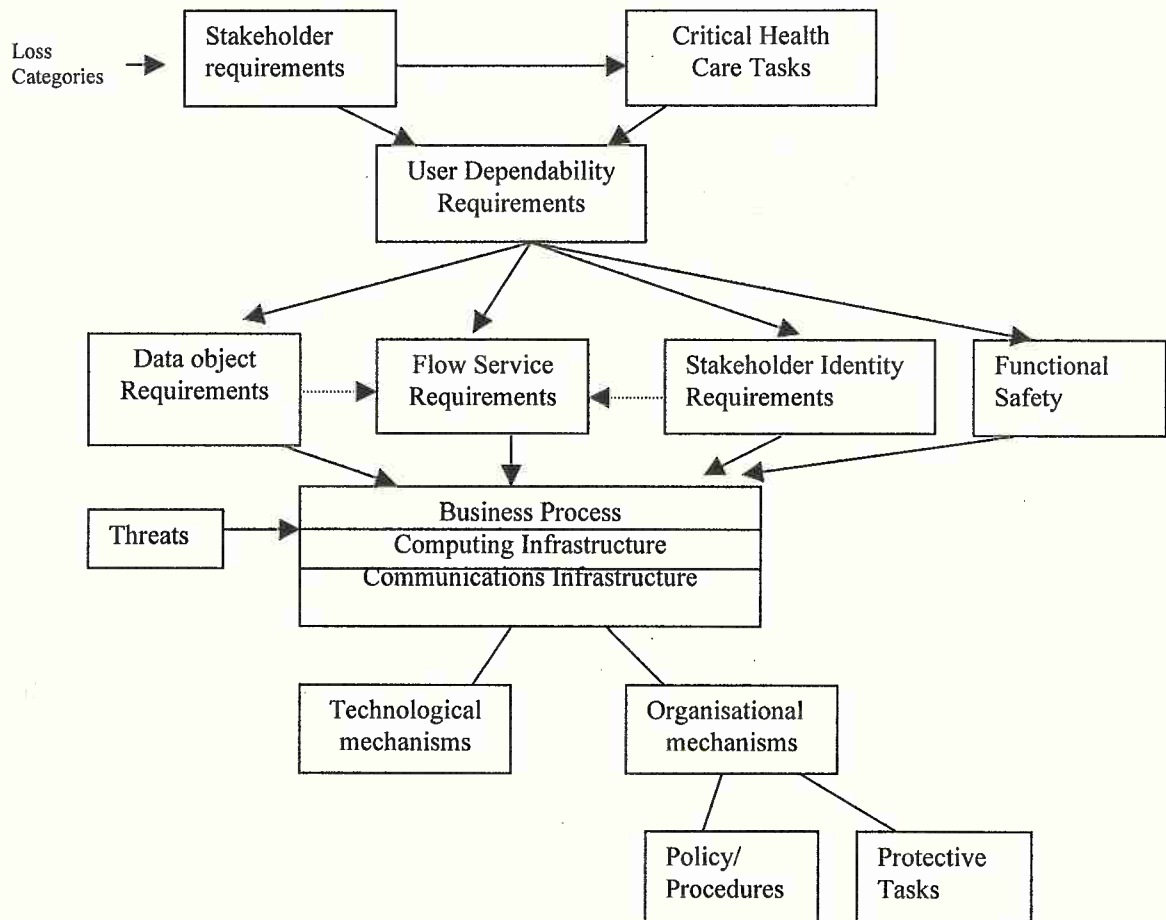 Loss
Categories
Stakeholder
requirements
Critical Health
Care Tasks
User Dependability
Requirements
Data object
Requirements
Flow Service
Requirements
Stakeholder Identity
Requirements
Functional
Safety
Threats
Business Process
Computing Infrastructure
Communications Infrastructure
Technological
mechanisms
Organisational
mechanisms
Policy/
Procedures
Protective
Tasks